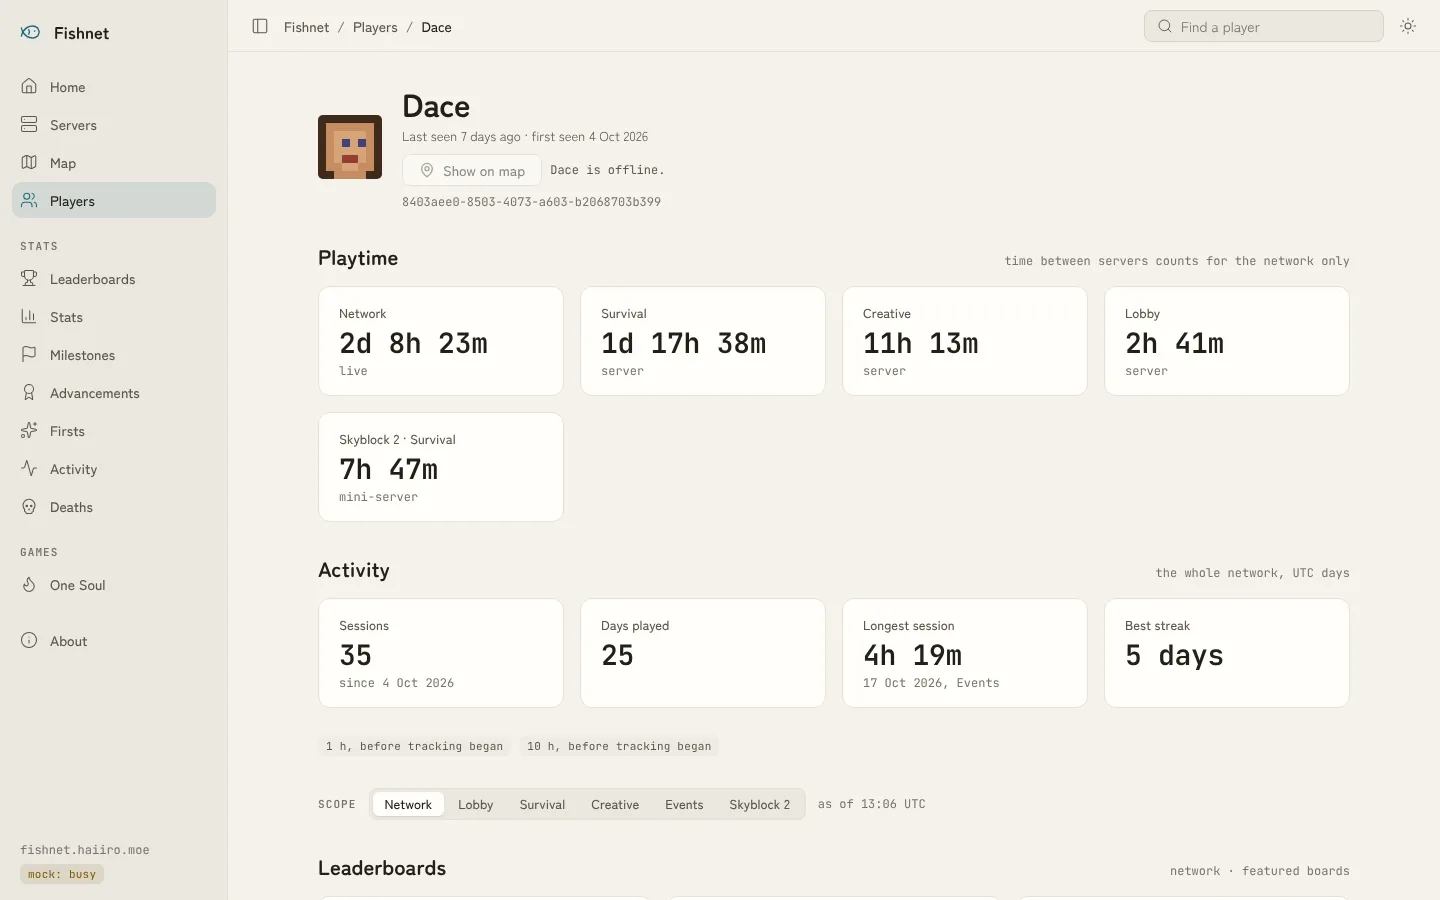 Fishnet
Home
Servers
Map
Players
STATS
Leaderboards
Stats
Milestones
Advancements
Firsts
Activity
Deaths
GAMES
One Soul
About
fishnet.haiiro.moe
mock: busy
Fishnet / Players / Dace
Find a player
Dace
Last seen 7 days ago · first seen 4 Oct 2026
Show on map
Dace is offline.
8403aee0-8503-4073-a603-b2068703b399
Playtime
time between servers counts for the network only
Network
2d 8h 23m
live
Survival
1d 17h 38m
server
Creative
11h 13m
server
Lobby
2h 41m
server
Skyblock 2 · Survival
7h 47m
mini-server
Activity
the whole network, UTC days
Sessions
35
since 4 Oct 2026
Days played
25
Longest session
4h 19m
17 Oct 2026, Events
Best streak
5 days
1 h, before tracking began
10 h, before tracking began
SCOPE
Network
Lobby
Survival
Creative
Events
Skyblock 2
as of 13:06 UTC
Leaderboards
network · featured boards